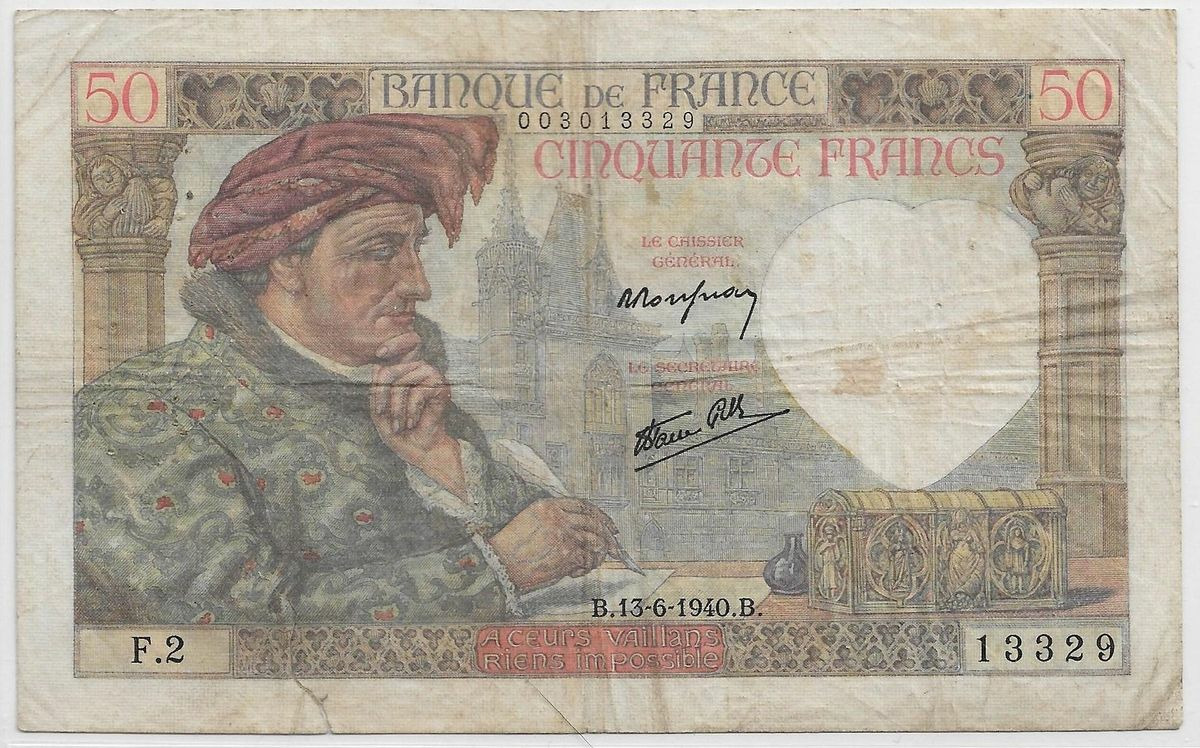 50
BANQUE DE FRANCE
50
003013329
CINQUANTE FRANCS
LE CAISSIER
GÉNÉRAL
LE SECRÉTAIRE
GÉNÉRAL
B.13-6-1940.B.
F.2
A CEURS VAILLANS
RIENS IMPOSSIBLE
13329